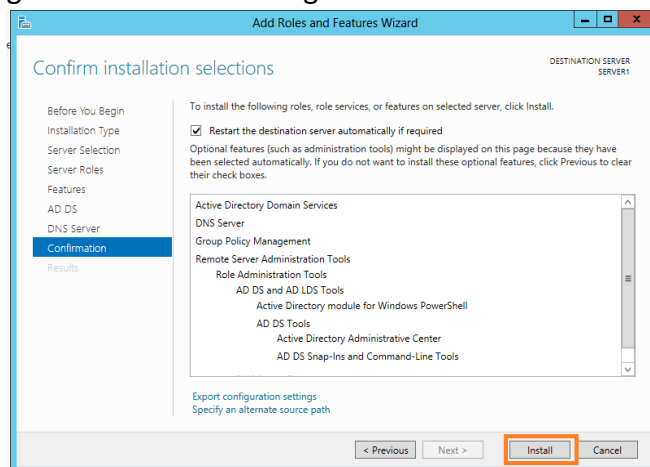 Add Roles and Features Wizard
Confirm installation selections
DESTINATION SERVER
SERVER1
Before You Begin
Installation Type
Server Selection
Server Roles
Features
AD DS
DNS Server
Confirmation
Results
To install the following roles, role services, or features on selected server, click Install.
Restart the destination server automatically if required
Optional features (such as administration tools) might be displayed on this page because they have
been selected automatically. If you do not want to install these optional features, click Previous to clear
their check boxes.
Active Directory Domain Services
DNS Server
Group Policy Management
Remote Server Administration Tools
Role Administration Tools
AD DS and AD LDS Tools
Active Directory module for Windows PowerShell
AD DS Tools
Active Directory Administrative Center
AD DS Snap-Ins and Command-Line Tools
Export configuration settings
Specify an alternate source path
< Previous
Next >
Install
Cancel